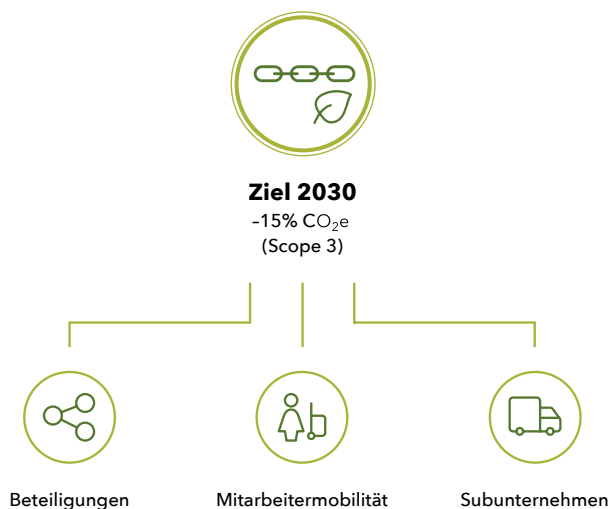 Ziel 2030
-15% CO₂e
(Scope 3)
Beteiligungen
Mitarbeitermobilität
Subunternehmen